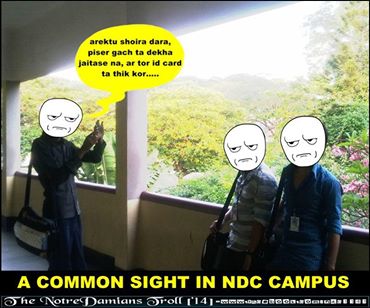 arektu shoira dara,
piser gach ta dekha
jaitase na, ar tor id card
ta thik kor.....
A COMMON SIGHT IN NDC CAMPUS
The NotreDamians Troll ['14]